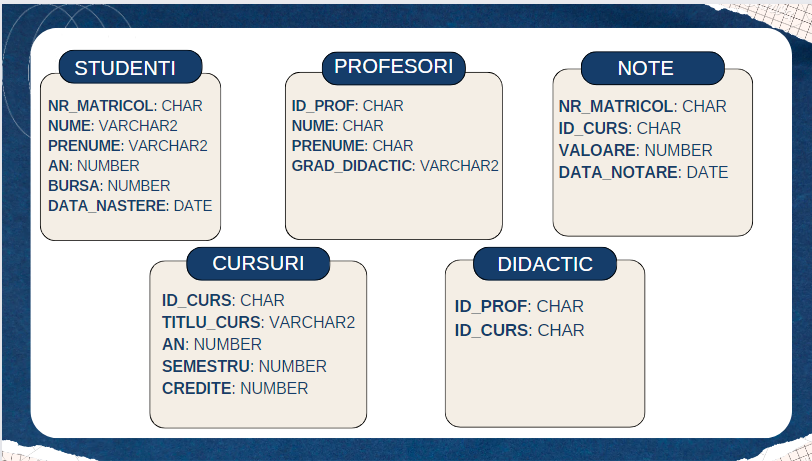 STUDENTI
NR_MATRICOL: CHAR
NUME: VARCHAR2
PRENUME: VARCHAR2
AN: NUMBER
BURSA: NUMBER
DATA_NASTERE: DATE
PROFESORI
ID_PROF: CHAR
NUME: CHAR
PRENUME: CHAR
GRAD_DIDACTIC: VARCHAR2
NOTE
NR_MATRICOL: CHAR
ID_CURS: CHAR
VALOARE: NUMBER
DATA_NOTARE: DATE
CURSURI
ID_CURS: CHAR
TITLU_CURS: VARCHAR2
AN: NUMBER
SEMESTRU: NUMBER
CREDITE: NUMBER
DIDACTIC
ID_PROF: CHAR
ID_CURS: CHAR